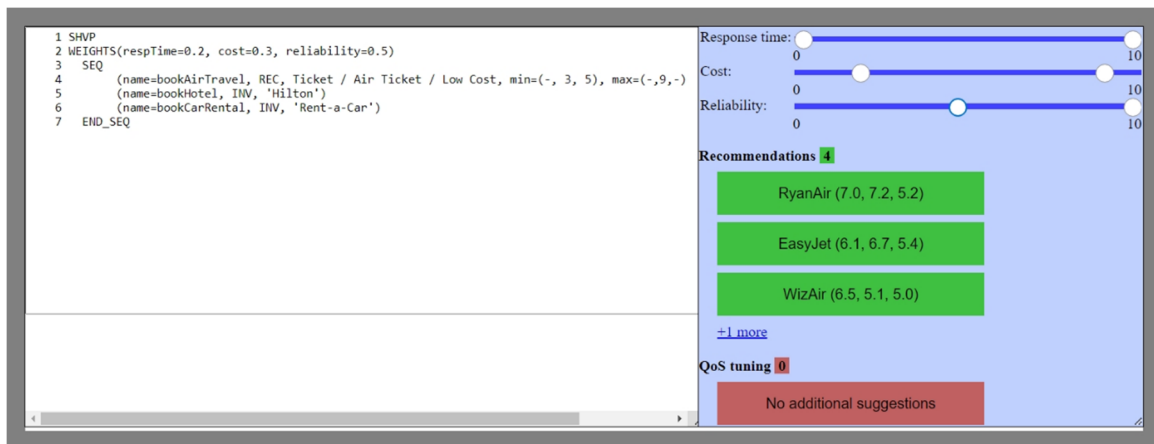 1 SHVP
2 WEIGHTS(respTime=0.2, cost=0.3, reliability=0.5)
3 SEQ
4 (name=bookAirTravel, REC, Ticket / Air Ticket / Low Cost, min=(-, 3, 5), max=(-,9,-)
5 (name=bookHotel, INV, 'Hilton')
6 (name=bookCarRental, INV, 'Rent-a-Car')
7 END_SEQ
Response time:
0 10
Cost:
0 10
Reliability:
0 10
Recommendations 4
RyanAir (7.0, 7.2, 5.2)
EasyJet (6.1, 6.7, 5.4)
WizAir (6.5, 5.1, 5.0)
+1 more
QoS tuning 0
No additional suggestions